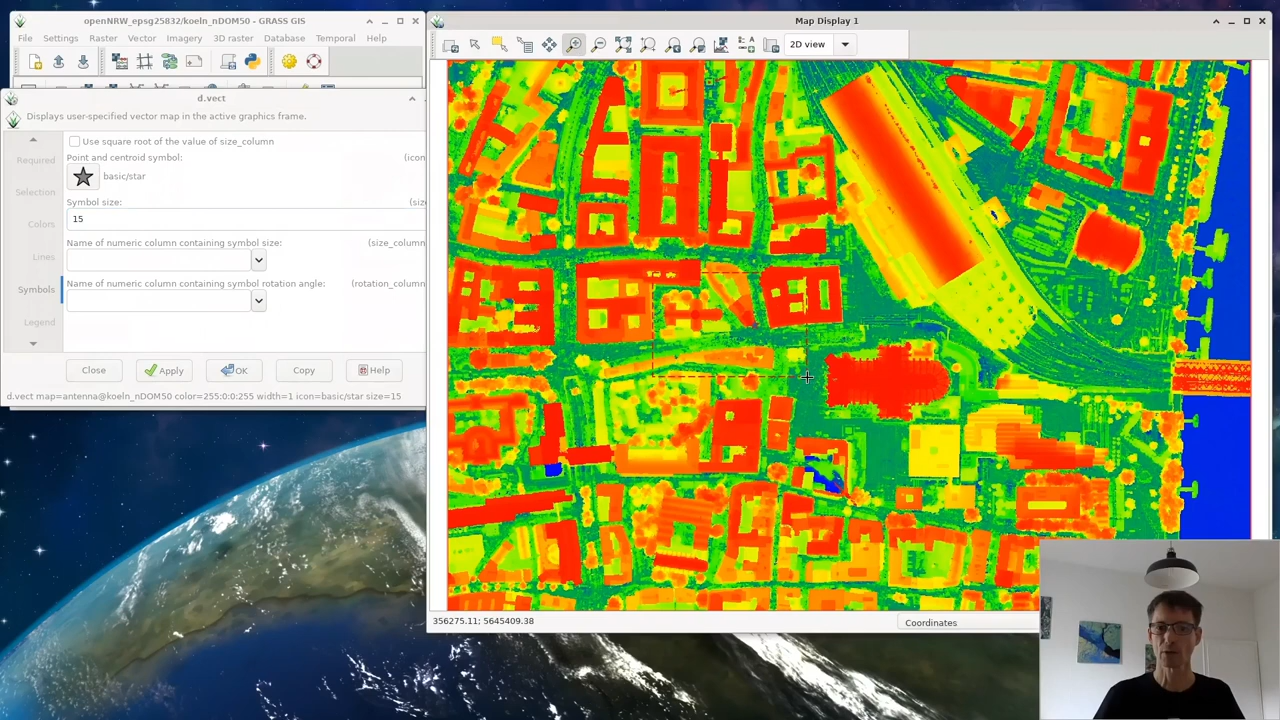 openNRW_epsg25832/koeln_nDOM50 - GRASS GIS
File Settings Raster Vector Imagery 3D raster Database Temporal Help
d.vect
Displays user-specified vector map in the active graphics frame.
Required
Selection
Colors
Lines
Symbols
Legend
Use square root of the value of size_column
Point and centroid symbol: (icon
basic/star
Symbol size: (size
15
Name of numeric column containing symbol size: (size_column
Name of numeric column containing symbol rotation angle: (rotation_column
Close Apply OK Copy Help
d.vect map=antenna@koeln_nDOM50 color=255:0:0:255 width=1 icon=basic/star size=15
Map Display 1
2D view
356275.11; 5645409.38
Coordinates